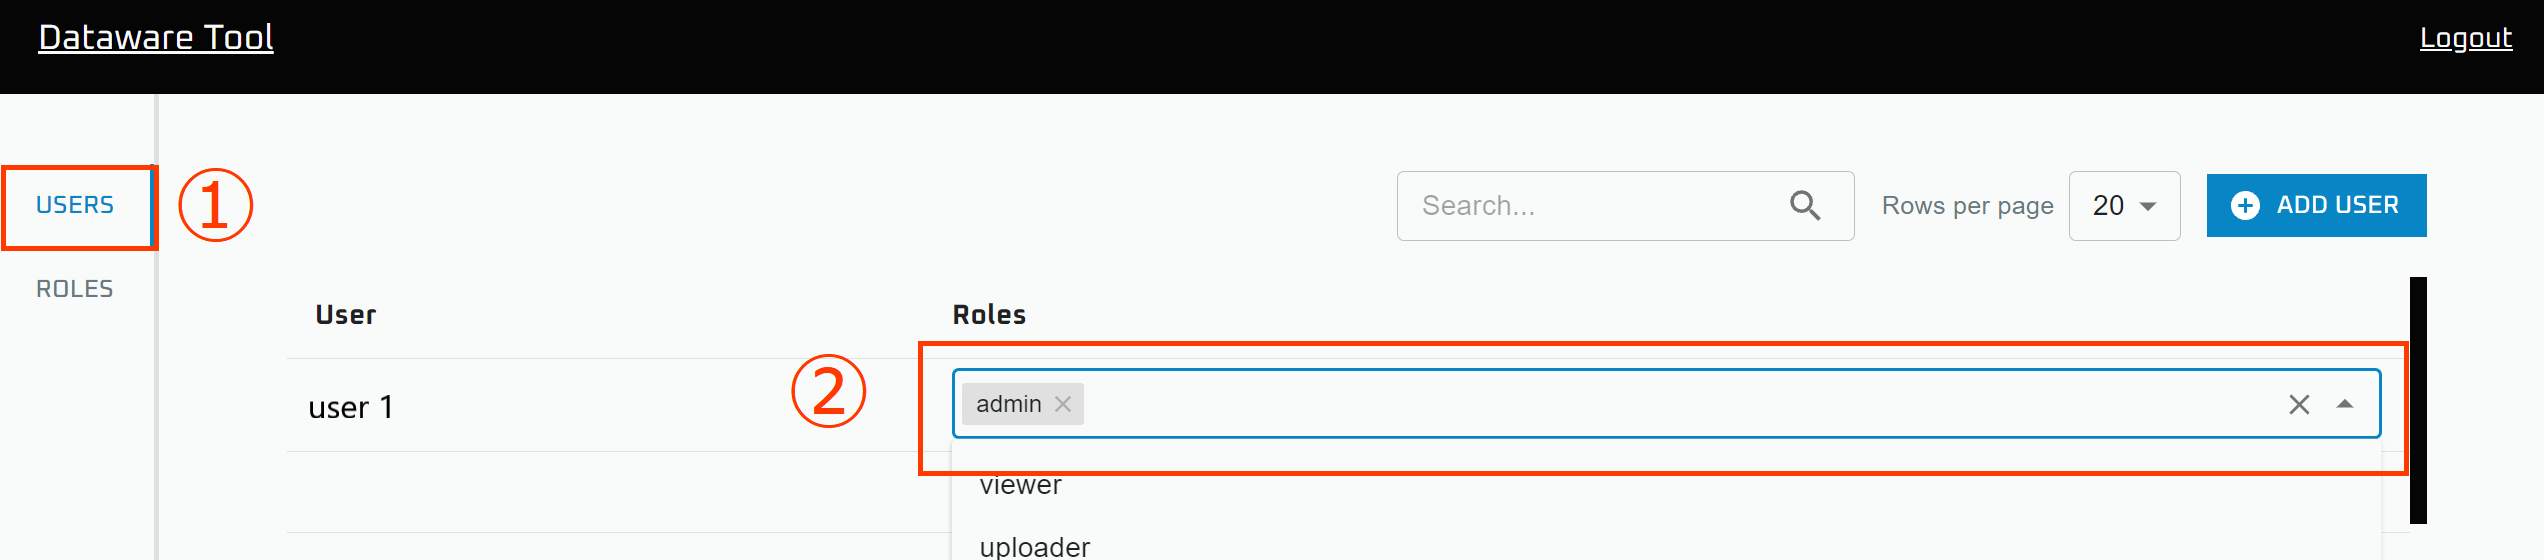 Dataware Tool
Logout
USERS
①
Search...
Rows per page
20
ADD USER
ROLES
User
Roles
user 1
②
admin
viewer
uploader